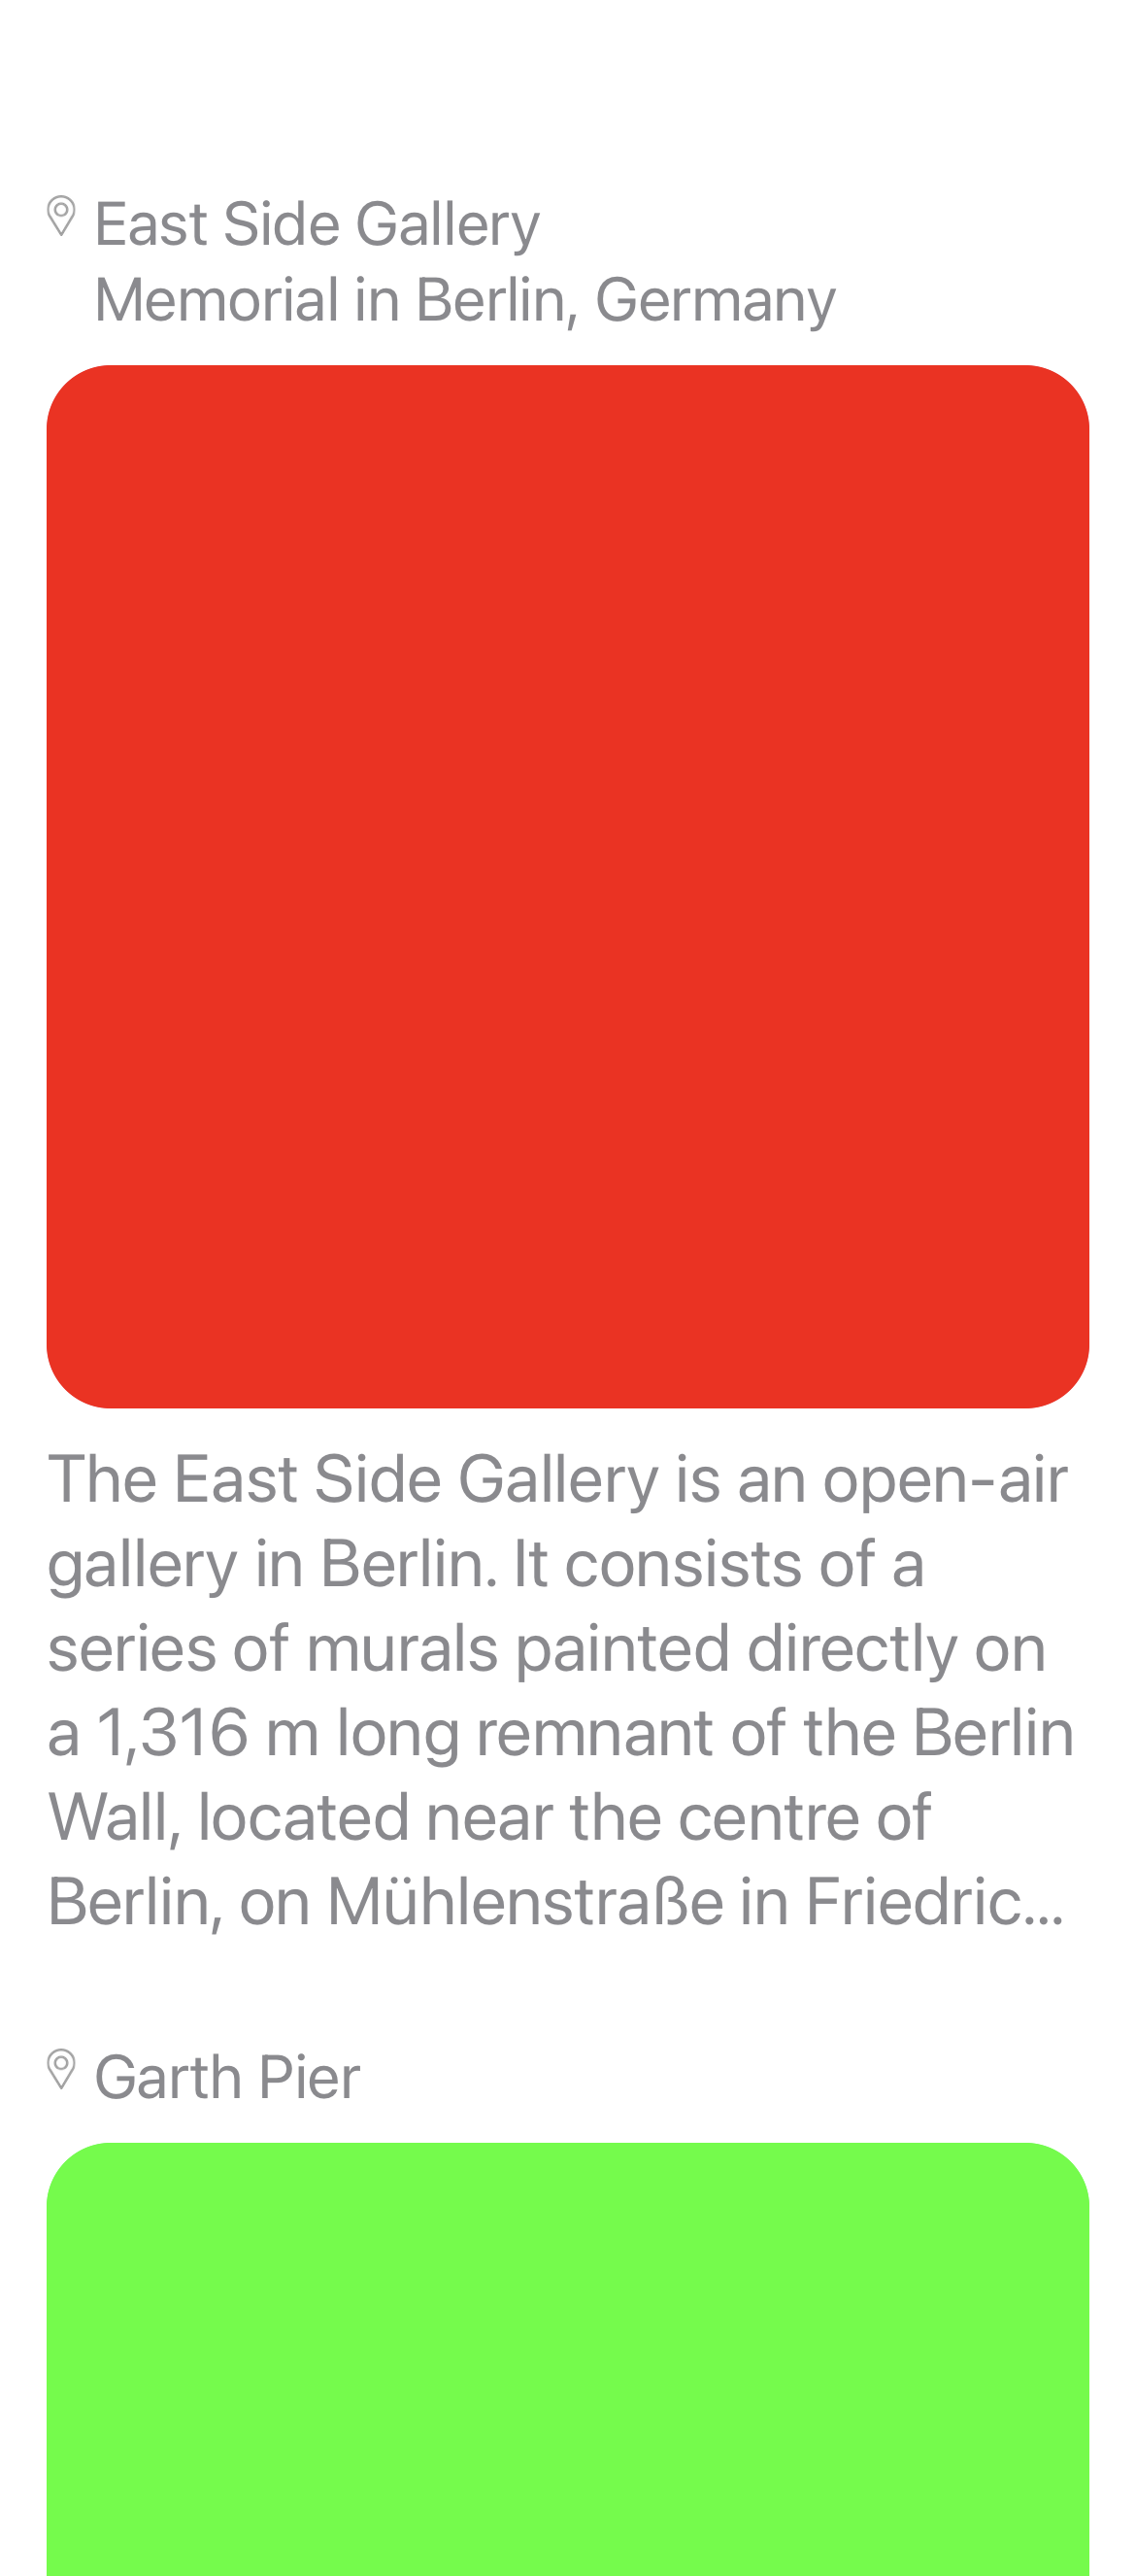 East Side Gallery
Memorial in Berlin, Germany
The East Side Gallery is an open-air
gallery in Berlin. It consists of a
series of murals painted directly on
a 1,316 m long remnant of the Berlin
Wall, located near the centre of
Berlin, on Mühlenstraße in Friedric...
Garth Pier